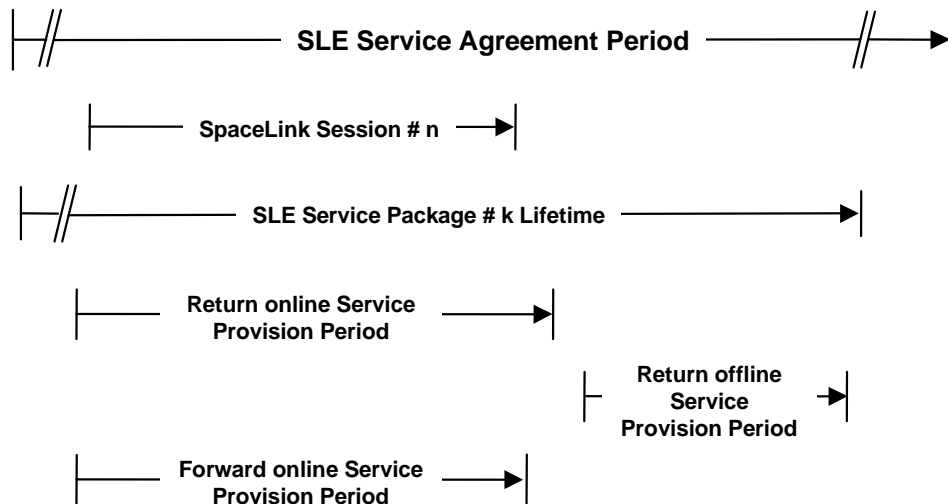 SLE Service Agreement Period
SpaceLink Session # n
SLE Service Package # k Lifetime
Return online Service
Provision Period
Return offline
Service
Provision Period
Forward online Service
Provision Period